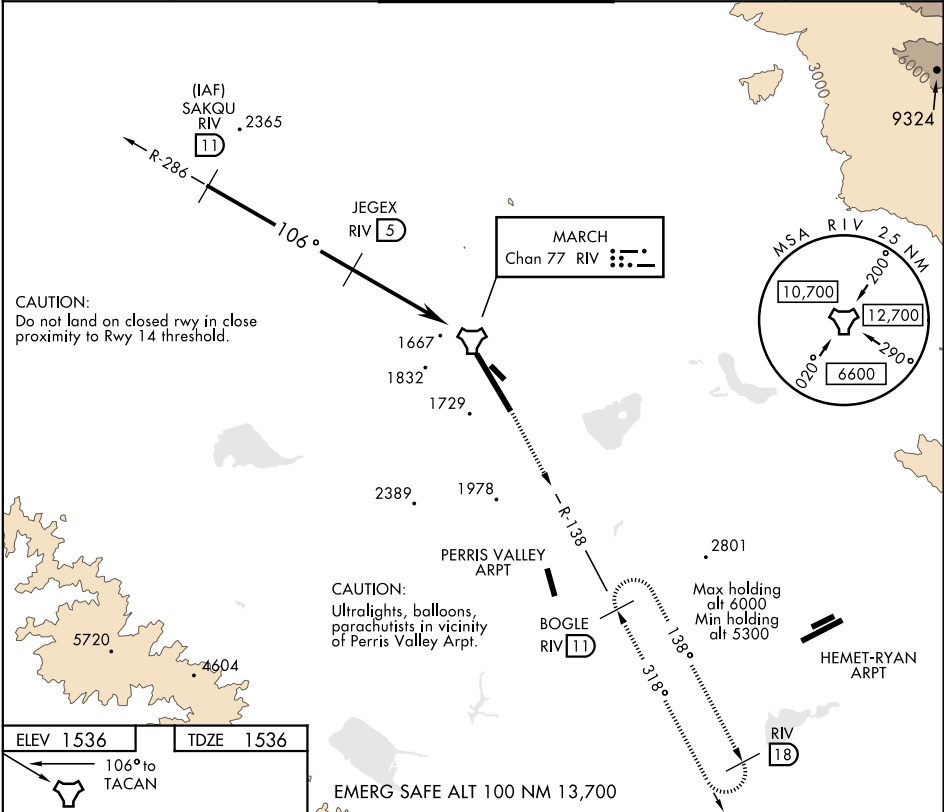 (IAF)
SAKQU
RIV
11
2365
R-286
6000
3000
9324
JEGEX
RIV 5
106°
MARCH
Chan 77 RIV
MSA RIV 25 NM
200°
10,700
12,700
290°
020°
6600
CAUTION:
Do not land on closed rwy in close
proximity to Rwy 14 threshold.
1667
1832
1729
2389
1978
R-138
2801
PERRIS VALLEY
ARPT
CAUTION:
Ultralights, balloons,
parachutists in vicinity
of Perris Valley Arpt.
BOGLE
RIV 11
Max holding
alt 6000
Min holding
alt 5300
138°
318°
HEMET-RYAN
ARPT
5720
4604
RIV
18
ELEV 1536
TDZE 1536
106° to
TACAN
EMERG SAFE ALT 100 NM 13,700